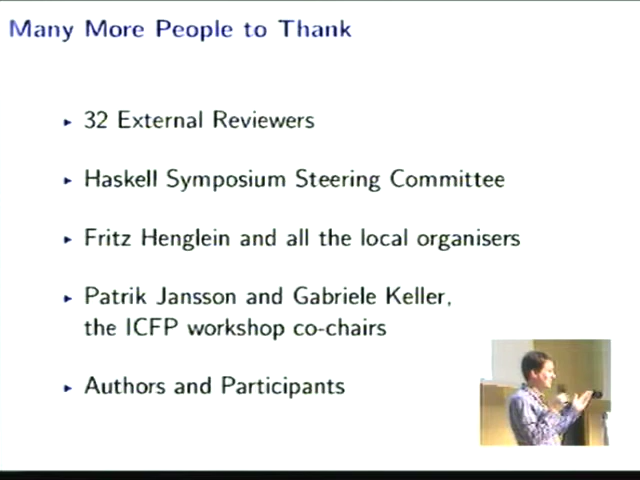 Many More People to Thank
▸ 32 External Reviewers
▸ Haskell Symposium Steering Committee
▸ Fritz Henglein and all the local organisers
▸ Patrik Jansson and Gabriele Keller,
the ICFP workshop co-chairs
▸ Authors and Participants